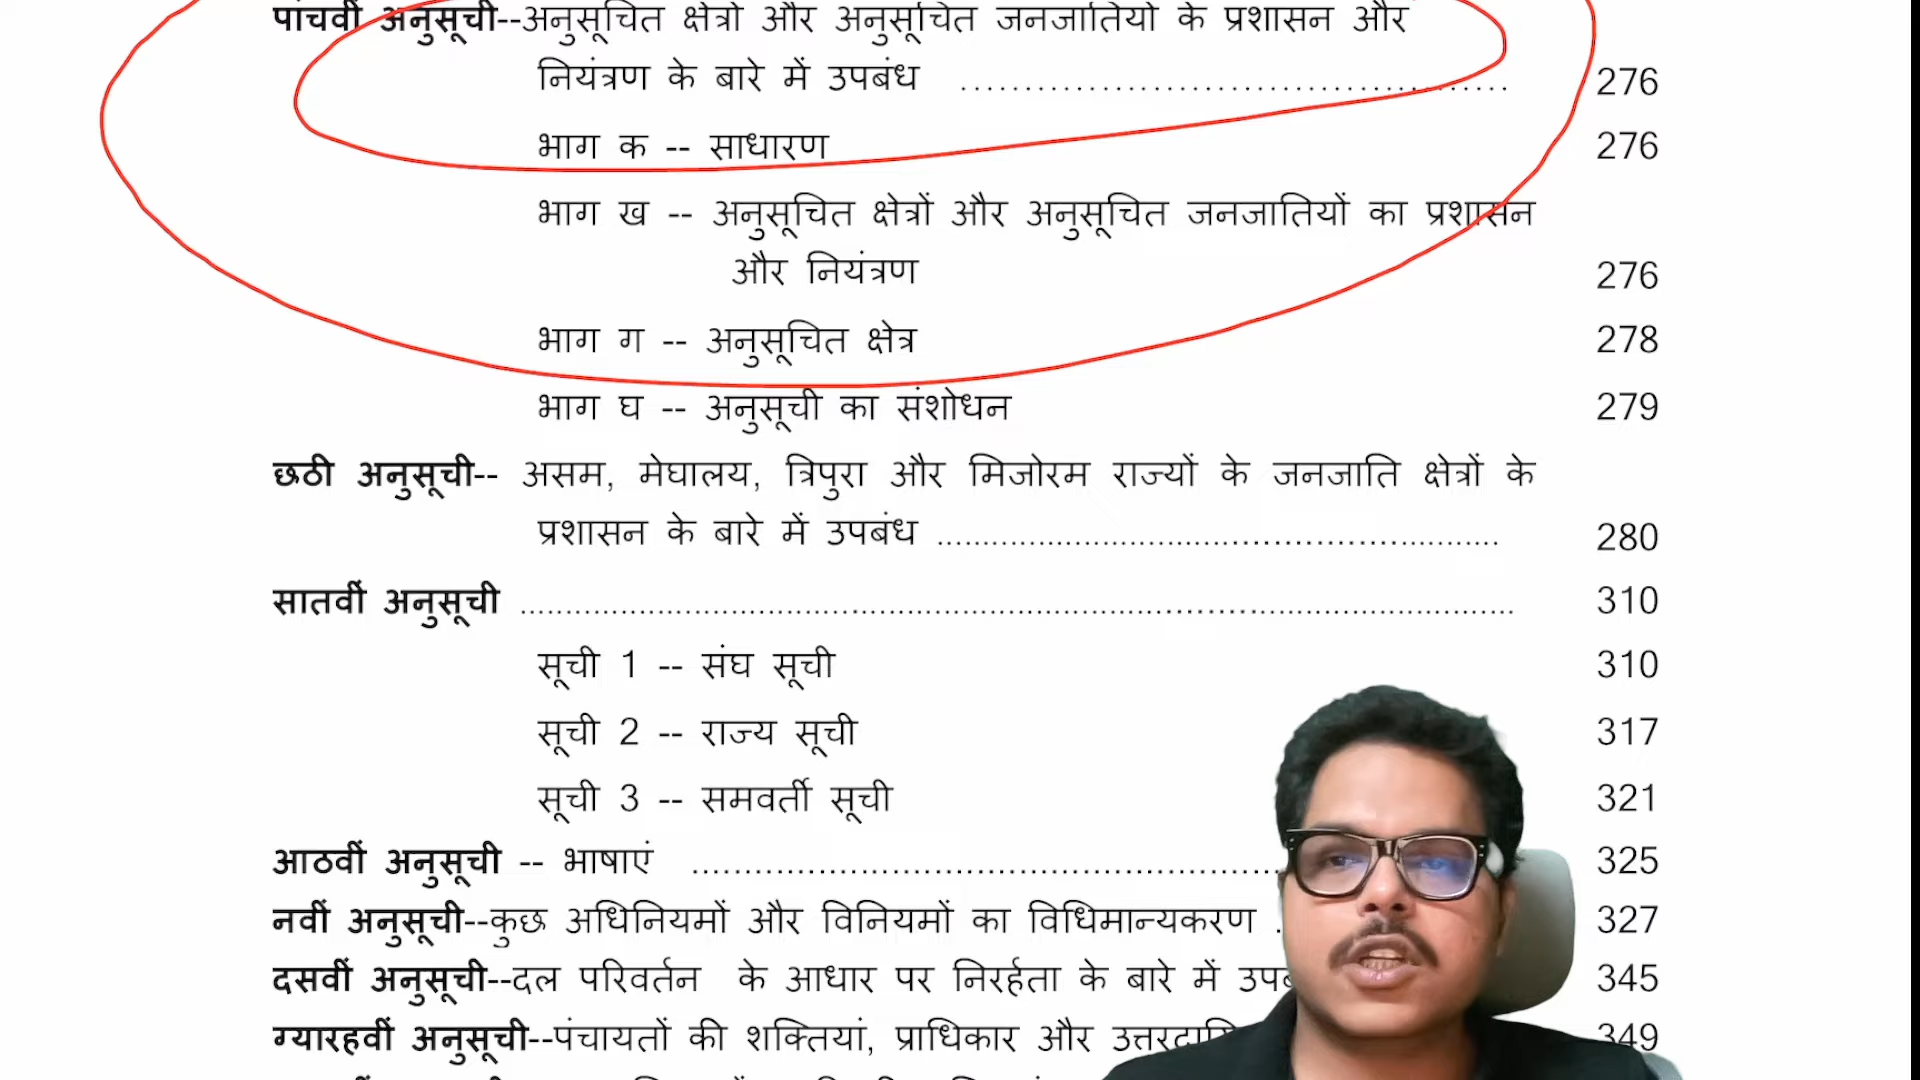 पांचवीं अनुसूची--अनुसूचित क्षेत्रों और अनुसूचित जनजातियों के प्रशासन और
नियंत्रण के बारे में उपबंध ........................................ 276
भाग क -- साधारण 276
भाग ख -- अनुसूचित क्षेत्रों और अनुसूचित जनजातियों का प्रशासन
और नियंत्रण 276
भाग ग -- अनुसूचित क्षेत्र 278
भाग घ -- अनुसूची का संशोधन 279
छठी अनुसूची-- असम, मेघालय, त्रिपुरा और मिजोरम राज्यों के जनजाति क्षेत्रों के
प्रशासन के बारे में उपबंध ........................................ 280
सातवीं अनुसूची ........................................ 310
सूची 1 -- संघ सूची 310
सूची 2 -- राज्य सूची 317
सूची 3 -- समवर्ती सूची 321
आठवीं अनुसूची -- भाषाएं ........................................ 325
नवीं अनुसूची--कुछ अधिनियमों और विनियमों का विधिमान्यकरण . 327
दसवीं अनुसूची--दल परिवर्तन के आधार पर निरर्हता के बारे में 345
ग्यारहवीं अनुसूची--पंचायतों की शक्तियां, प्राधिकार और 349